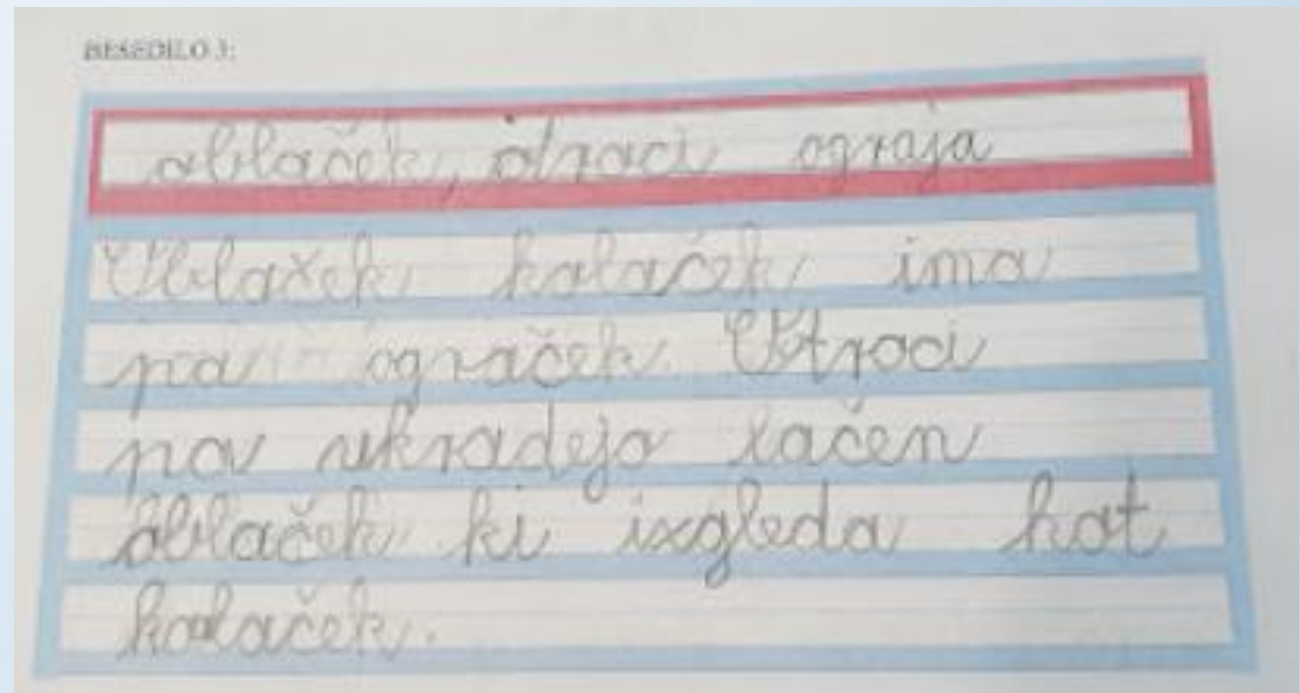 BESEDILO 3:
oblaček, otroci ograja
Oblaček kolaček ima
pa ograček. Otroci
pa ukradejo lačen
oblaček ki izgleda kot
kolaček.